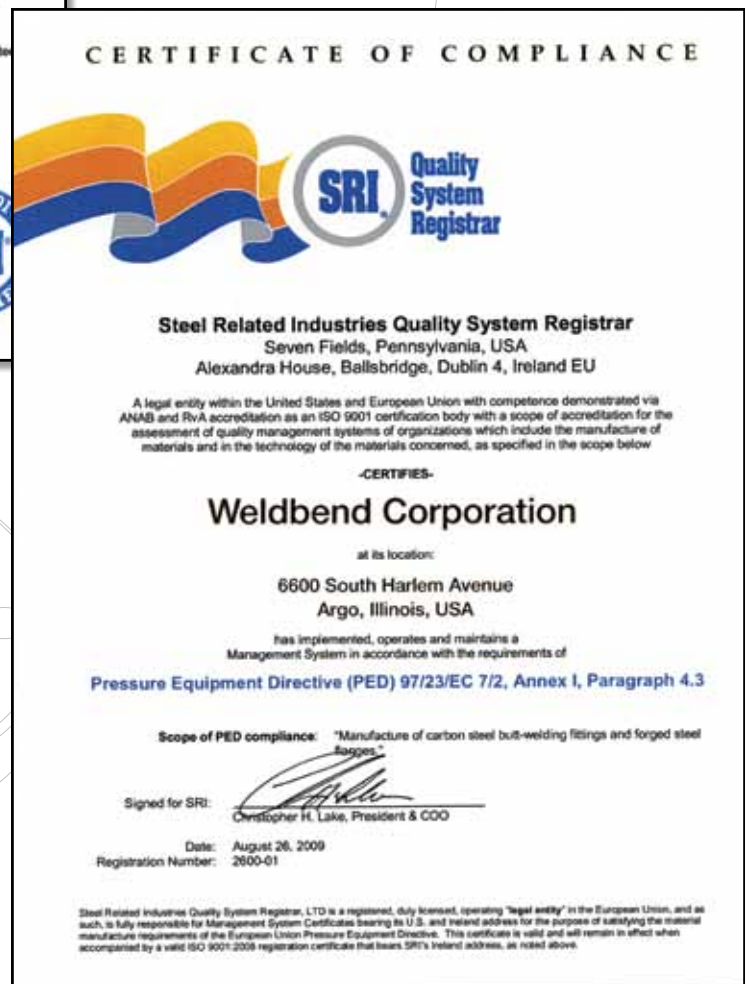 CERTIFICATE OF COMPLIANCE
SRI
Quality
System
Registrar
Steel Related Industries Quality System Registrar
Seven Fields, Pennsylvania, USA
Alexandra House, Ballsbridge, Dublin 4, Ireland EU
A legal entity within the United States and European Union with competence demonstrated via
ANAB and RvA accreditation as an ISO 9001 certification body with a scope of accreditation for the
assessment of quality management systems of organizations which include the manufacture of
materials and in the technology of the materials concerned, as specified in the scope below
-CERTIFIES-
Weldbend Corporation
at its location:
6600 South Harlem Avenue
Argo, Illinois, USA
has implemented, operates and maintains a
Management System in accordance with the requirements of
Pressure Equipment Directive (PED) 97/23/EC 7/2, Annex I, Paragraph 4.3
Scope of PED compliance: "Manufacture of carbon steel butt-welding fittings and forged steel
flanges."
Signed for SRI:
Christopher H. Lake, President & COO
Date: August 26, 2009
Registration Number: 2600-01
Steel Related Industries Quality System Registrar, LTD is a registered, duly licensed, operating "legal entity" in the European Union, and as
such, is fully responsible for Management System Certificates bearing its U.S. and Ireland address for the purpose of satisfying the material
manufacture requirements of the European Union Pressure Equipment Directive. This certificate is valid and will remain in effect when
accompanied by a valid ISO 9001:2008 registration certificate that bears SRI's Ireland address, as noted above.